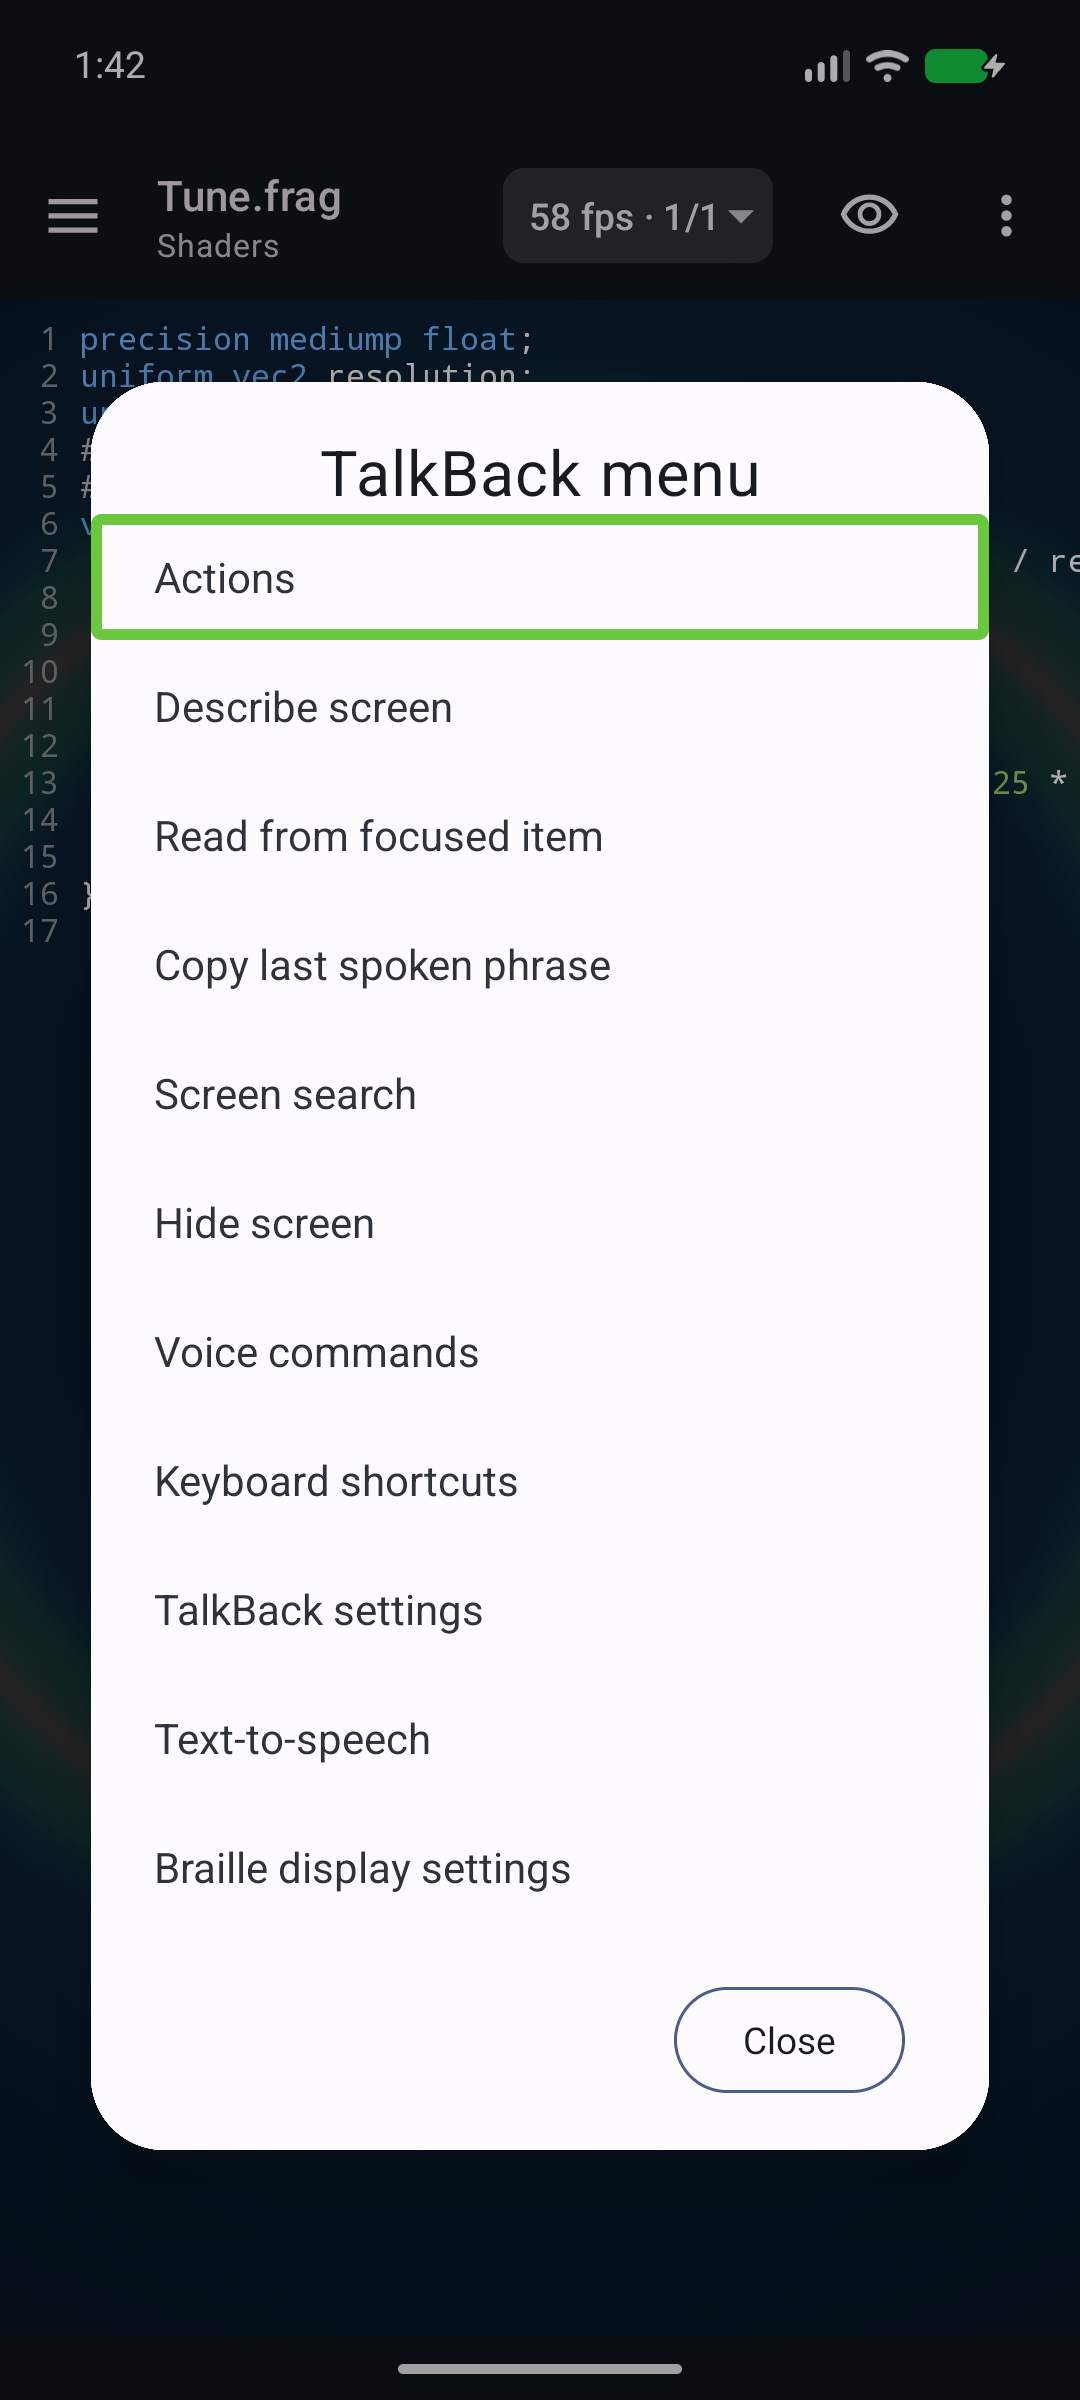 1:42
Tune.frag
Shaders
58 fps · 1/1
1 precision mediump float;
2 uniform vec2 resolution;
3
4 #
5 #
6
7 / re
8
9
10
11
12
13 25 *
14
15
16 }
17
TalkBack menu
Actions
Describe screen
Read from focused item
Copy last spoken phrase
Screen search
Hide screen
Voice commands
Keyboard shortcuts
TalkBack settings
Text-to-speech
Braille display settings
Close